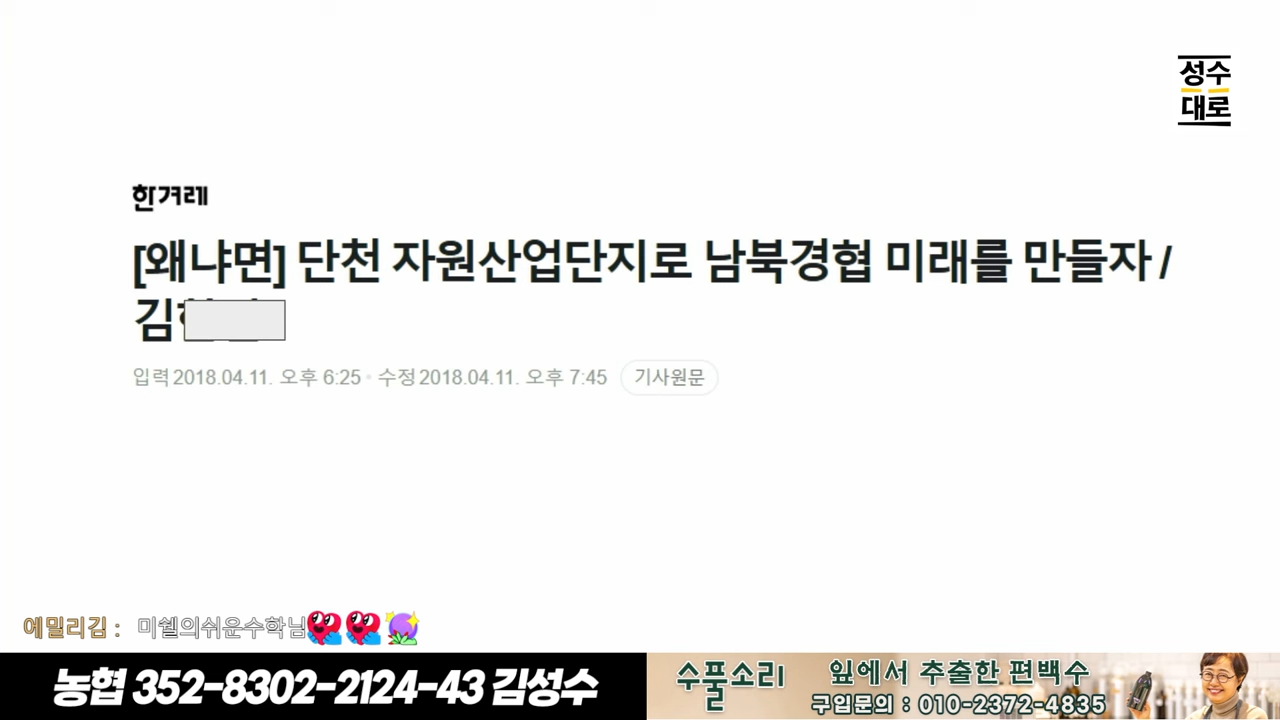 성수
대로
한겨레
[왜냐면] 단천 자원산업단지로 남북경협 미래를 만들자 /
김
입력 2018.04.11. 오후 6:25 • 수정 2018.04.11. 오후 7:45 기사원문
에밀리김 : 미쉘의쉬운수학님
농협 352-8302-2124-43 김성수
수풀소리
잎에서 추출한 편백수
구입문의 : 010-2372-4835